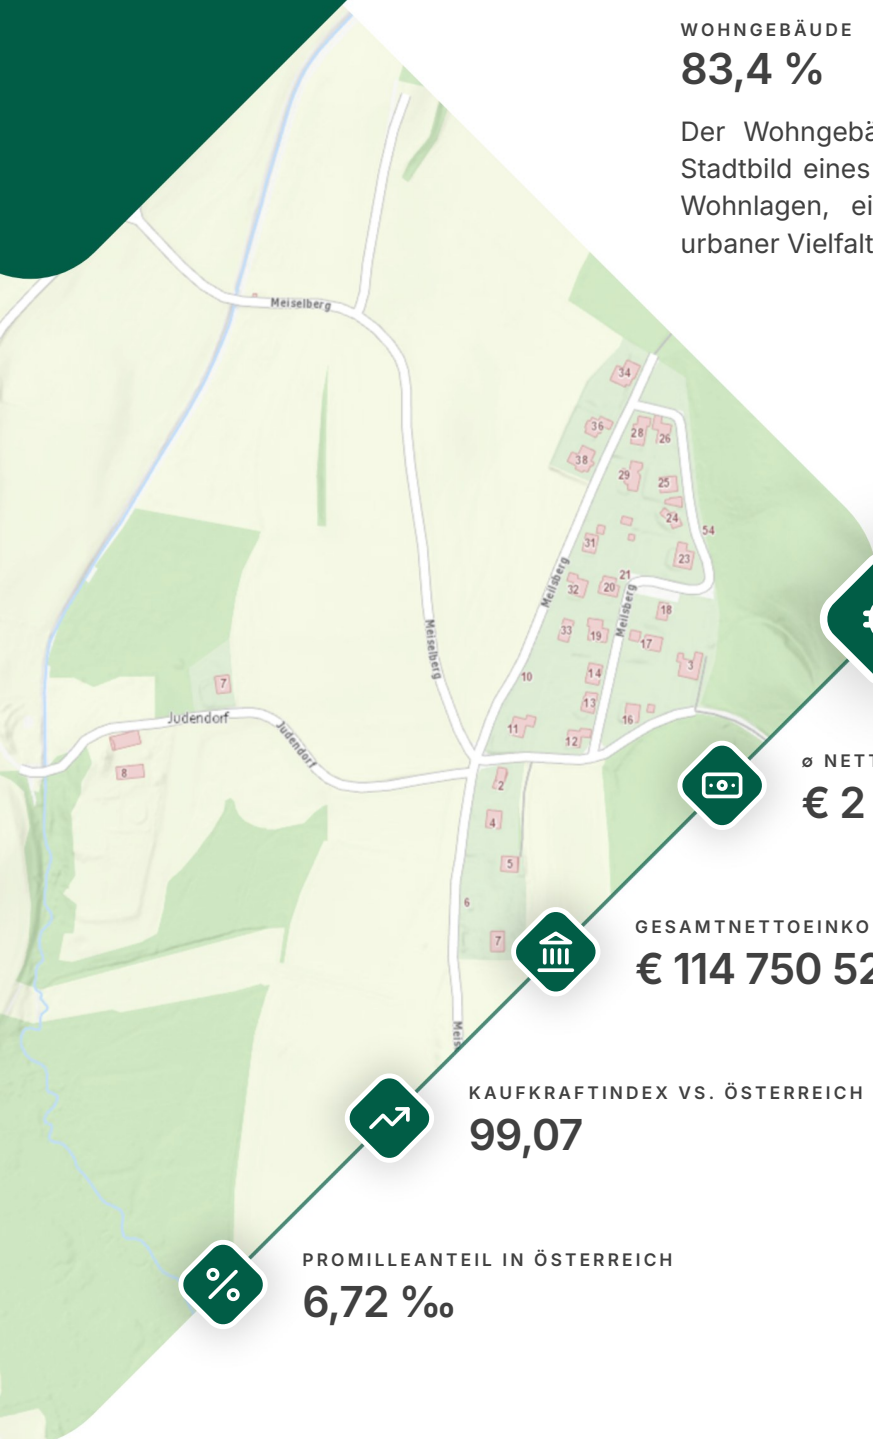 WOHNGEBÄUDE
83,4 %
Der Wohngebä
Stadtbild eines
Wohnlagen, ei
urbaner Vielfalt
Meiselberg
34
36
28
26
38
29
25
24
54
31
23
Meilsberg
21
32
20
Meilsberg
18
Meiselberg
33
19
17
3
10
14
7
13
Judendorf
16
11
Judendorf
12
8
2
4
5
6
7
Meis
ø NETT
€ 2
GESAMTNETTOEINKO
€ 114 750 52
KAUFKRAFTINDEX VS. ÖSTERREICH
99,07
PROMILLEANTEIL IN ÖSTERREICH
6,72 ‰